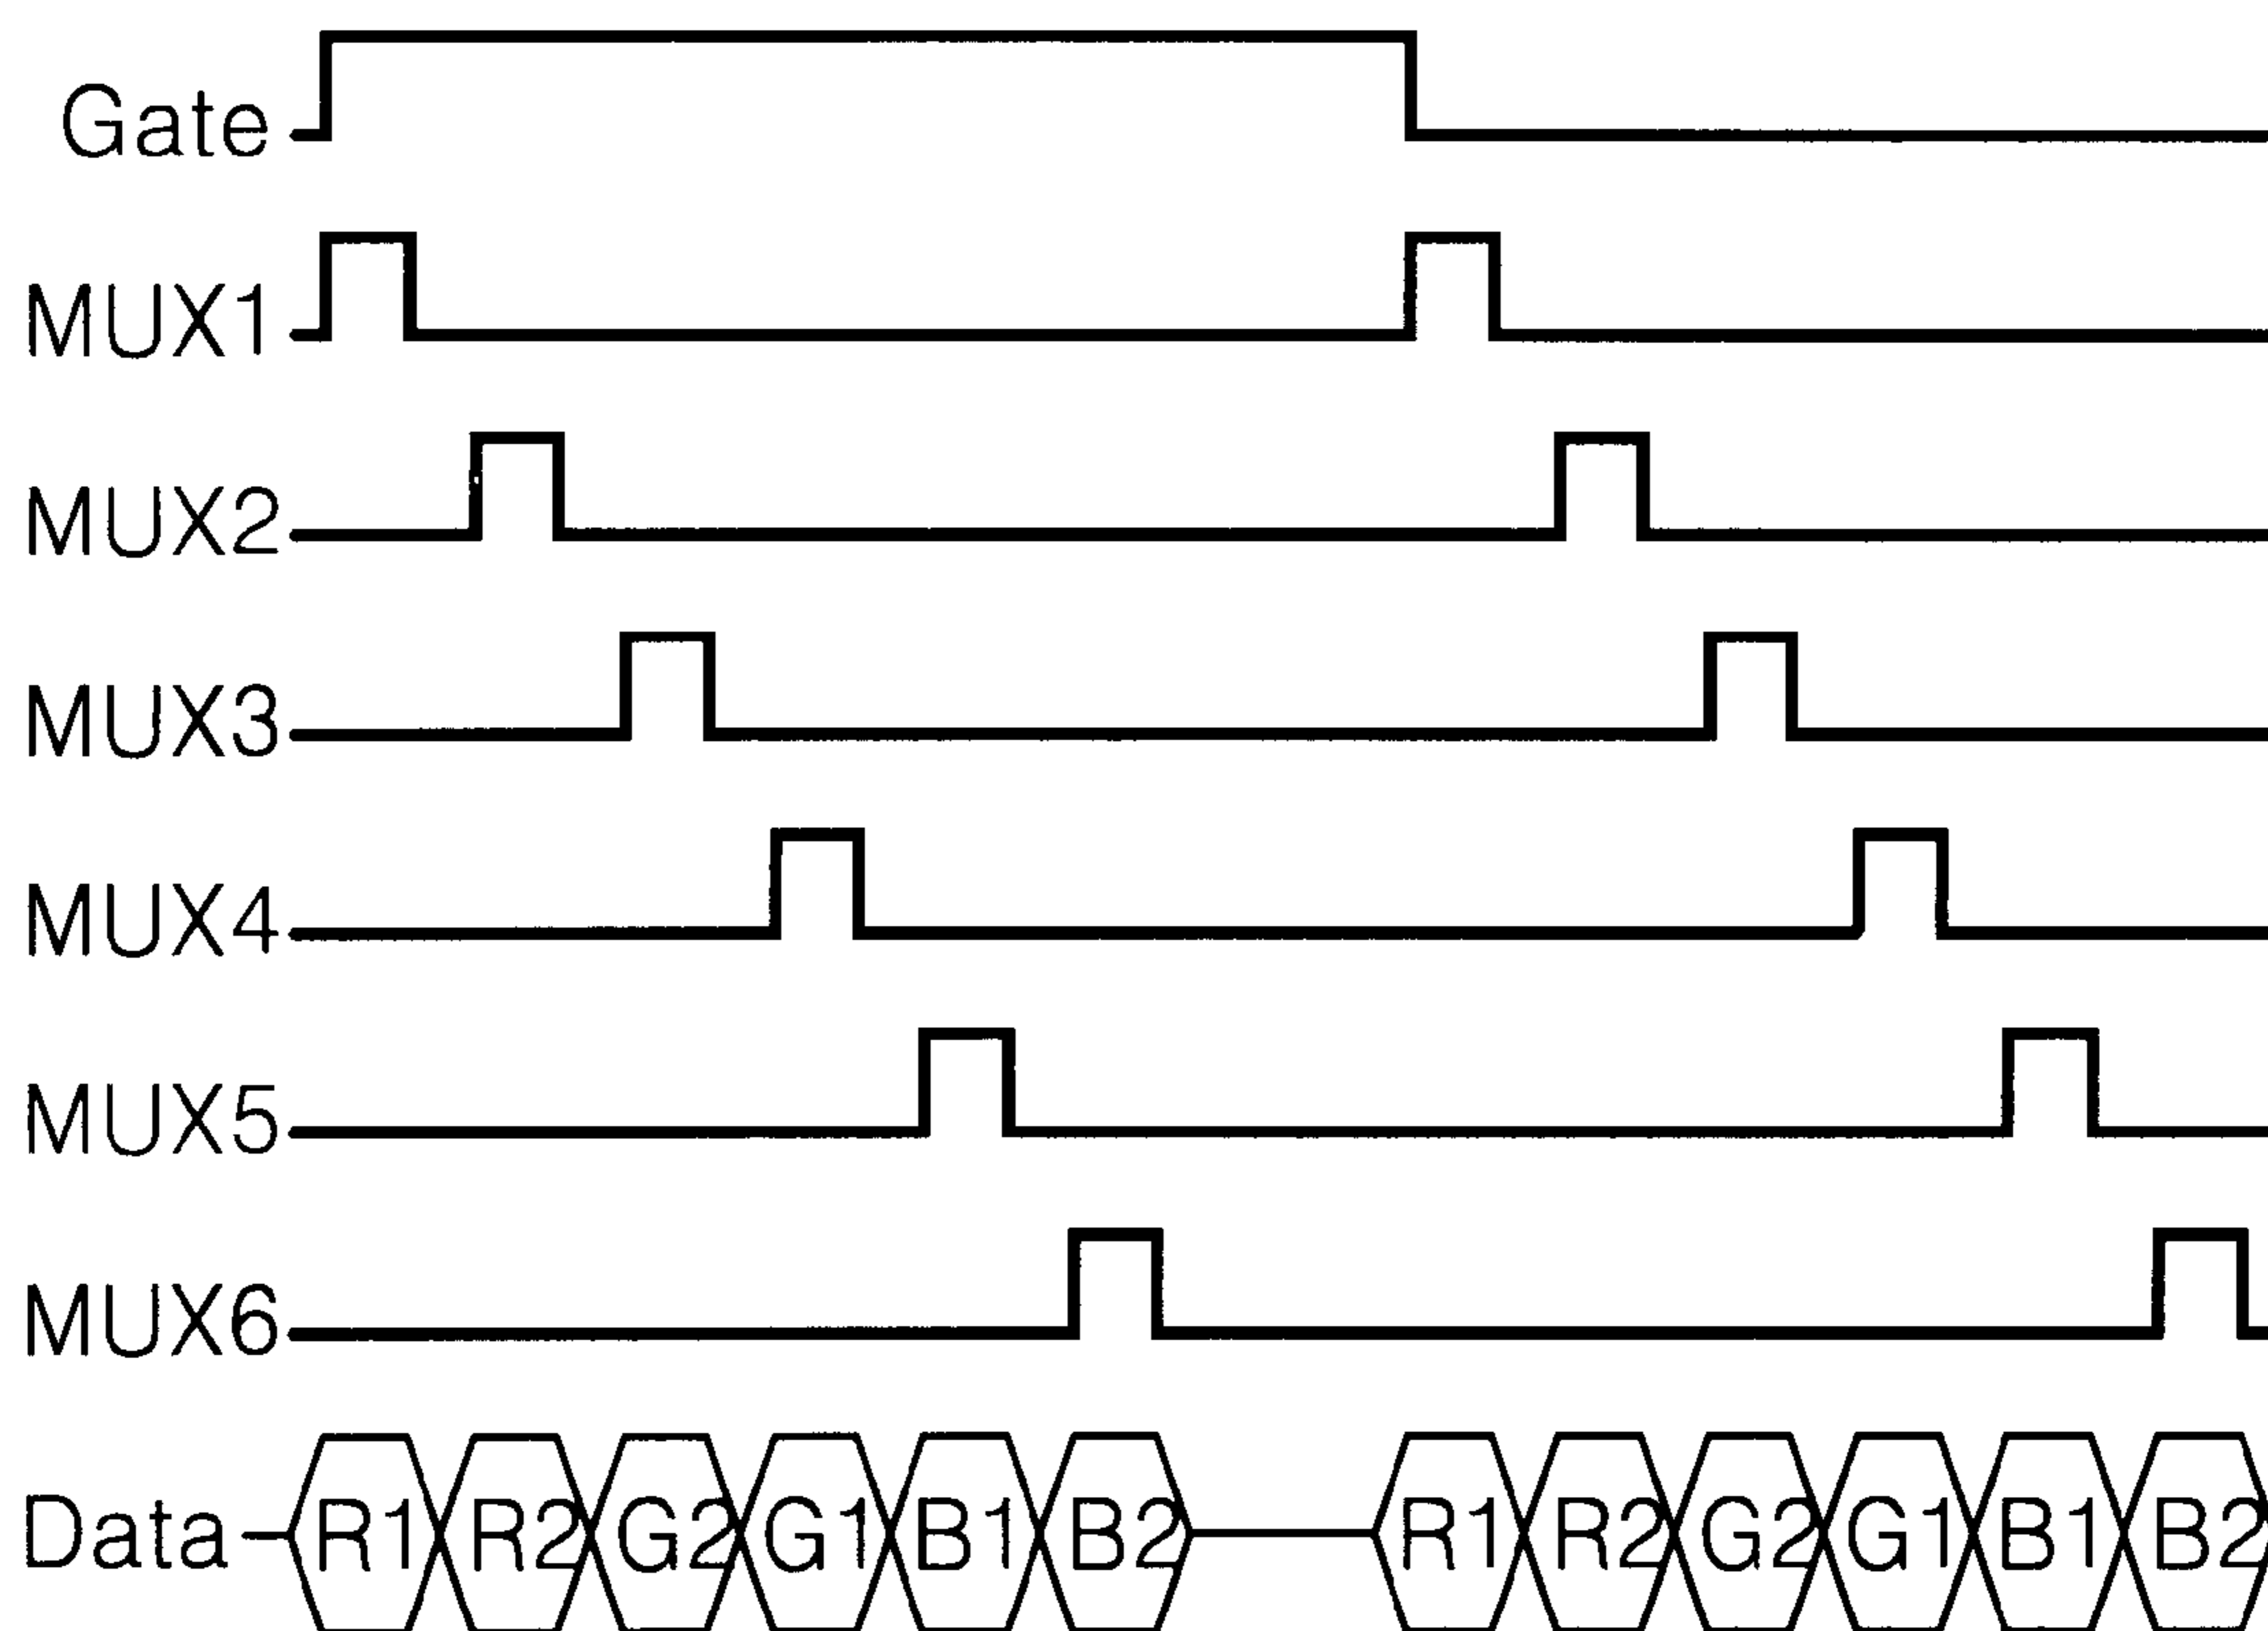 Gate
MUX1
MUX2
MUX3
MUX4
MUX5
MUX6
Data R1 R2 G2 G1 B1 B2 R1 R2 G2 G1 B1 B2